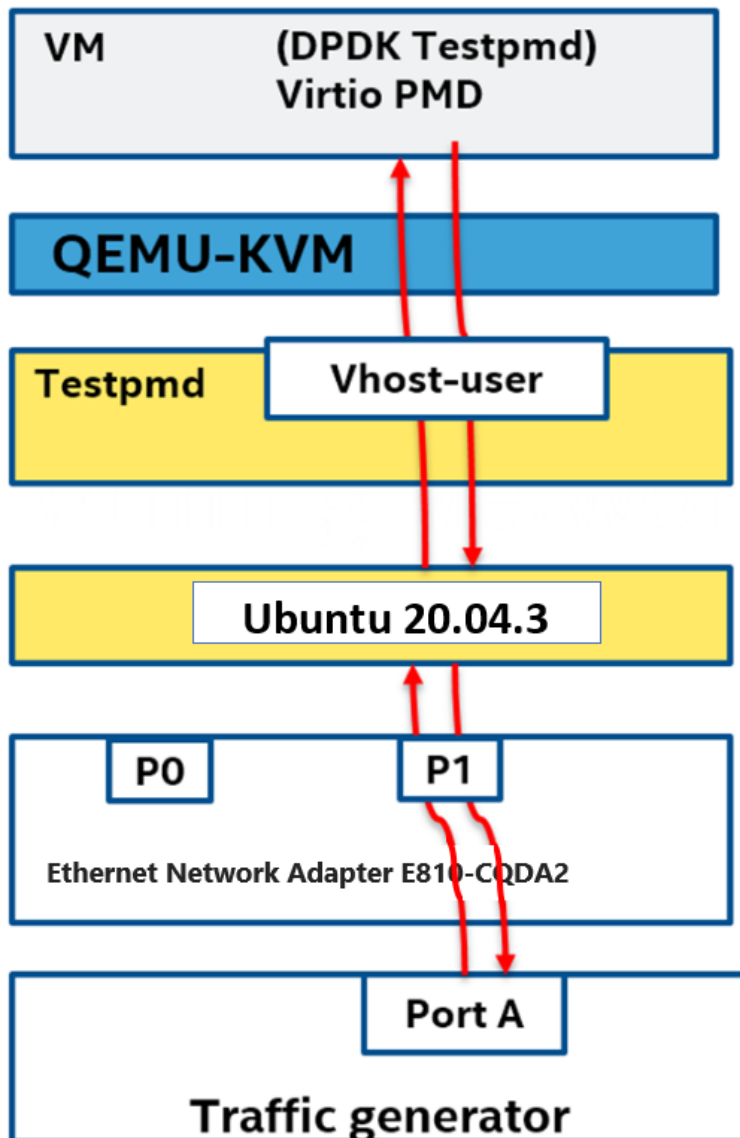 VM
(DPDK Testpmd)
Virtio PMD
QEMU-KVM
Testpmd
Vhost-user
Ubuntu 20.04.3
P0
P1
Ethernet Network Adapter E810-CQDA2
Port A
Traffic generator